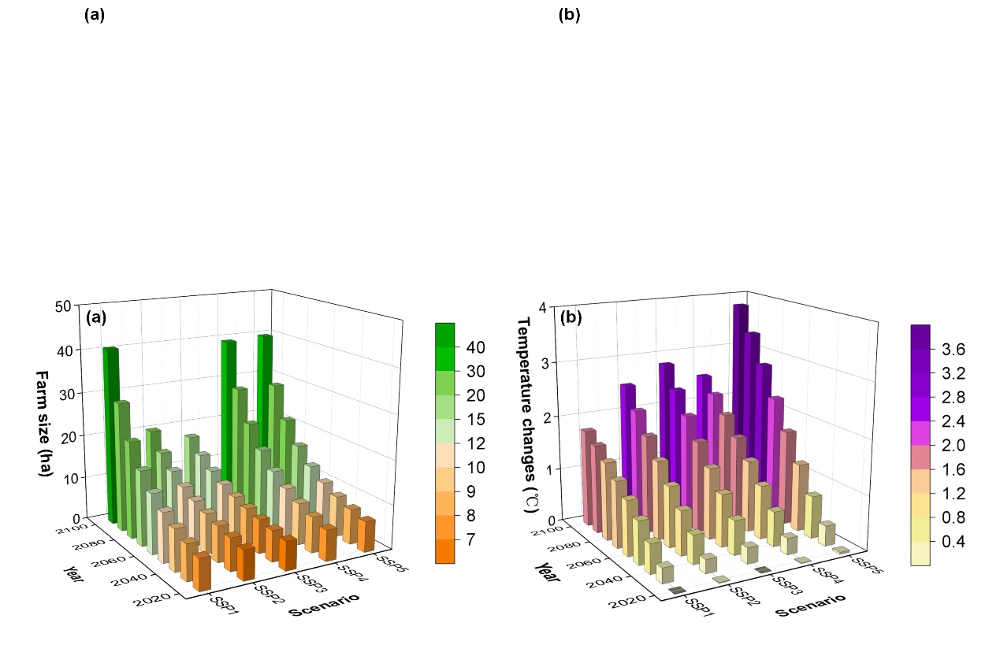 (a)
(b)
(a)
50
40
30
20
10
0
Farm size (ha)
2100
2080
2060
2040
2020
Year
SSP1
SSP2
SSP3
SSP4
SSP5
Scenario
40
30
20
15
12
10
9
8
7
(b)
4
3
2
1
0
Temperature changes (℃)
2100
2080
2060
2040
2020
Year
SSP1
SSP2
SSP3
SSP4
SSP5
Scenario
3.6
3.2
2.8
2.4
2.0
1.6
1.2
0.8
0.4